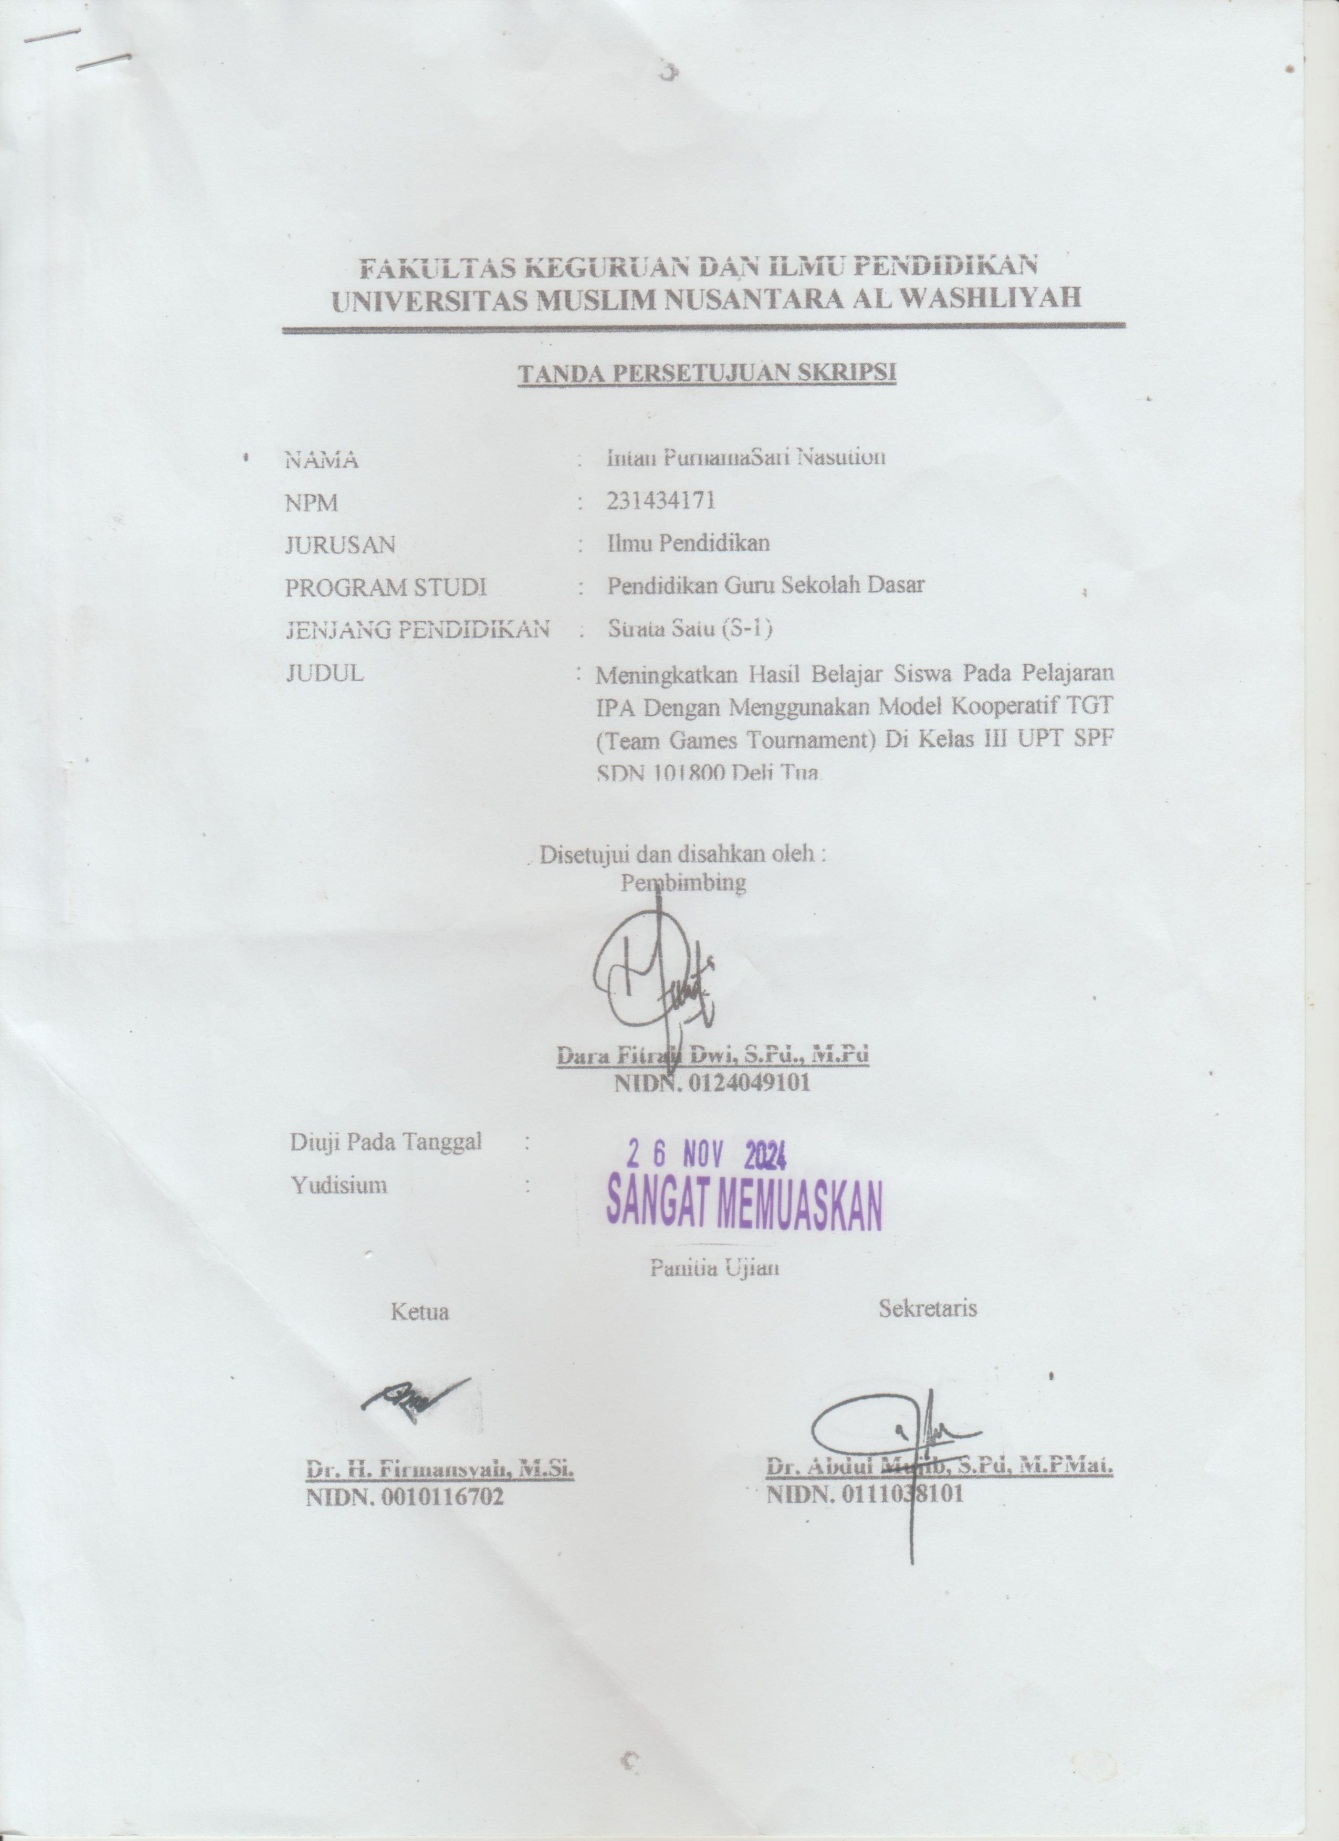 FAKULTAS KEGURUAN DAN ILMU PENDIDIKAN
UNIVERSITAS MUSLIM NUSANTARA AL WASHLIYAH
TANDA PERSETUJUAN SKRIPSI
NAMA : Intan PurnamaSari Nasution
NPM : 231434171
JURUSAN : Ilmu Pendidikan
PROGRAM STUDI : Pendidikan Guru Sekolah Dasar
JENJANG PENDIDIKAN : Strata Satu (S-1)
JUDUL : Meningkatkan Hasil Belajar Siswa Pada Pelajaran
IPA Dengan Menggunakan Model Kooperatif TGT
(Team Games Tournament) Di Kelas III UPT SPF
SDN 101800 Deli Tua
Disetujui dan disahkan oleh :
Pembimbing
Dara Fitrah Dwi, S.Pd., M.Pd
NIDN. 0124049101
Diuji Pada Tanggal : 26 NOV 2024
Yudisium : SANGAT MEMUASKAN
Panitia Ujian
Ketua Sekretaris
Dr. H. Firmansyah, M.Si. Dr. Abdul Mujib, S.Pd, M.PMat.
NIDN. 0010116702 NIDN. 0111038101